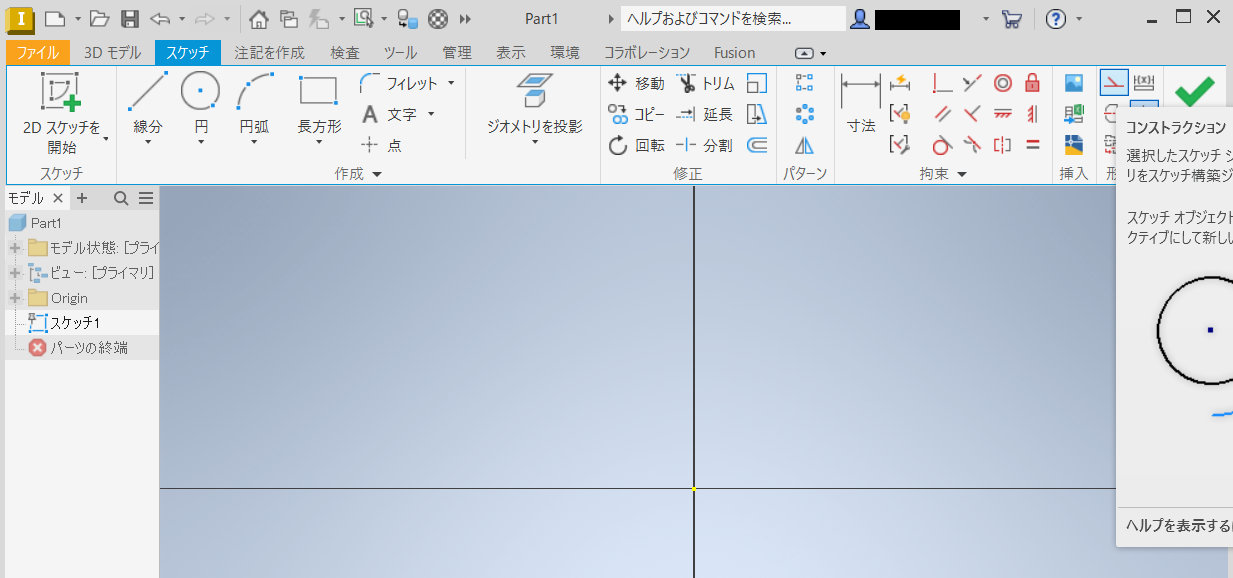 Part1
ヘルプおよびコマンドを検索...
ファイル
3D モデル
スケッチ
注記を作成
検査
ツール
管理
表示
環境
コラボレーション
Fusion
2D スケッチを
開始
線分
円
円弧
長方形
フィレット
文字
点
ジオメトリを投影
移動
トリム
コピー
延長
回転
分割
寸法
スケッチ
作成
修正
パターン
拘束
挿入
コンストラクション
選択したスケッチ ジ
リをスケッチ構築ジ
スケッチ オブジェクト
クティブにして新しい
ヘルプを表示する
モデル
Part1
モデル状態: [プライ
ビュー: [プライマリ]
Origin
スケッチ1
パーツの終端